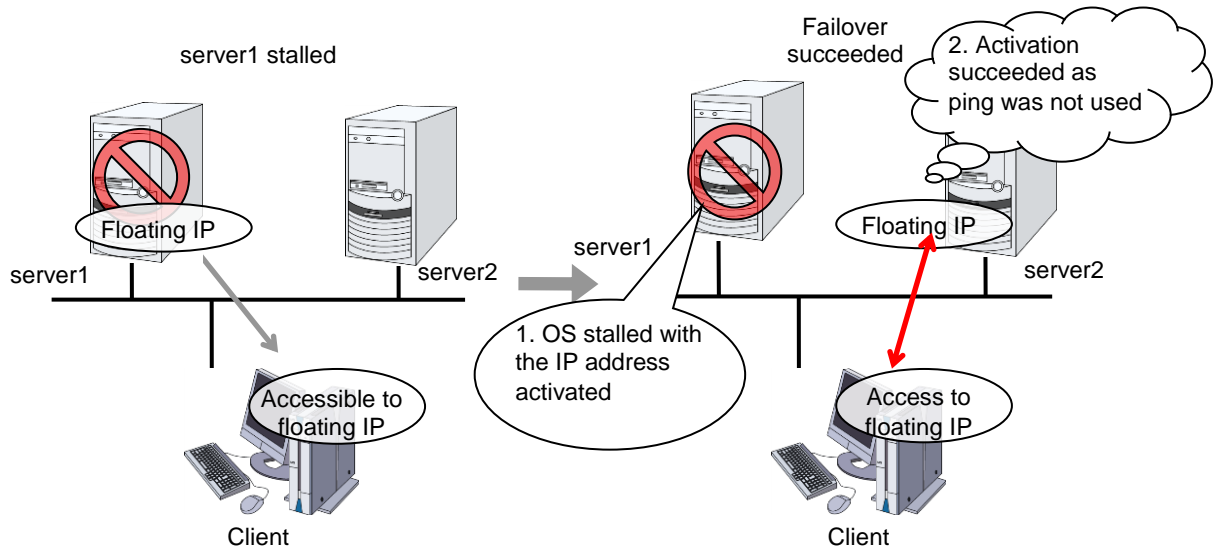 server1 stalled
Floating IP
server1
server2
Accessible to
floating IP
Client
Failover
succeeded
2. Activation
succeeded as
ping was not used
Floating IP
server1
server2
1. OS stalled with
the IP address
activated
Access to
floating IP
Client